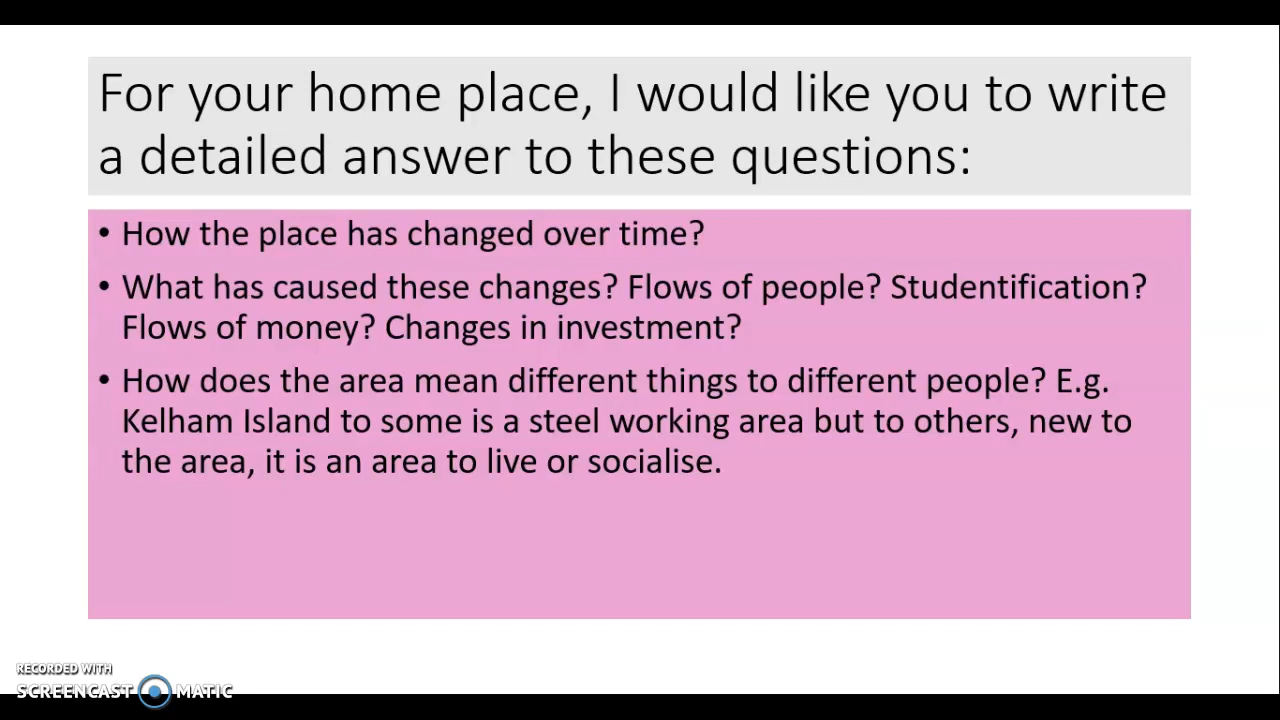 For your home place, I would like you to write
a detailed answer to these questions:
• How the place has changed over time?
• What has caused these changes? Flows of people? Studentification?
Flows of money? Changes in investment?
• How does the area mean different things to different people? E.g.
Kelham Island to some is a steel working area but to others, new to
the area, it is an area to live or socialise.
RECORDED WITH
SCREENCAST MATIC